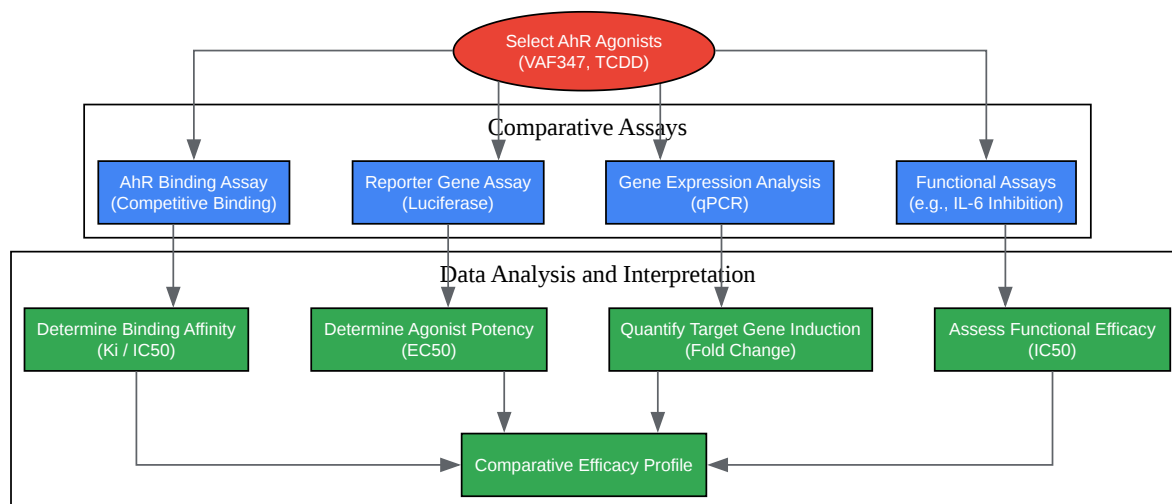 Select AhR Agonists
(VAF347, TCDD)
Comparative Assays
AhR Binding Assay
(Competitive Binding)
Reporter Gene Assay
(Luciferase)
Gene Expression Analysis
(qPCR)
Functional Assays
(e.g., IL-6 Inhibition)
Data Analysis and Interpretation
Determine Binding Affinity
(Ki / IC50)
Determine Agonist Potency
(EC50)
Quantify Target Gene Induction
(Fold Change)
Assess Functional Efficacy
(IC50)
Comparative Efficacy Profile